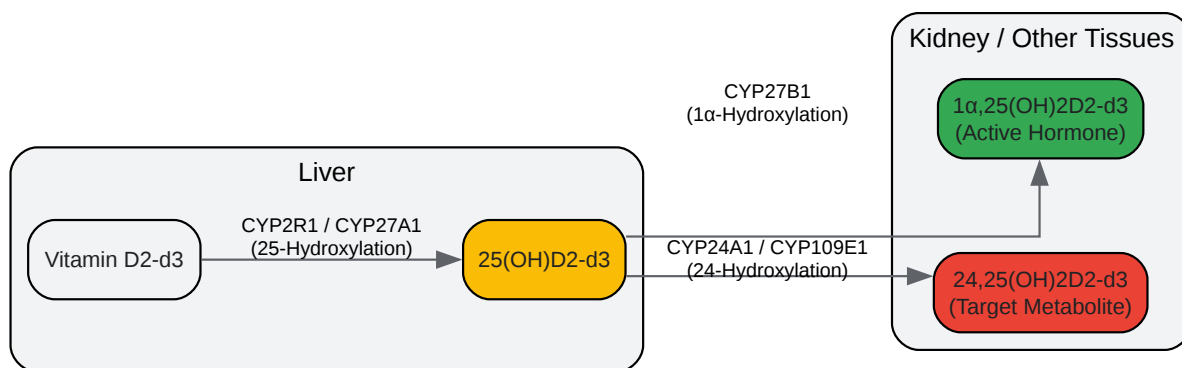 Kidney / Other Tissues
CYP27B1
(1α-Hydroxylation)
1α,25(OH)2D2-d3
(Active Hormone)
Liver
Vitamin D2-d3
CYP2R1 / CYP27A1
(25-Hydroxylation)
25(OH)D2-d3
CYP24A1 / CYP109E1
(24-Hydroxylation)
24,25(OH)2D2-d3
(Target Metabolite)